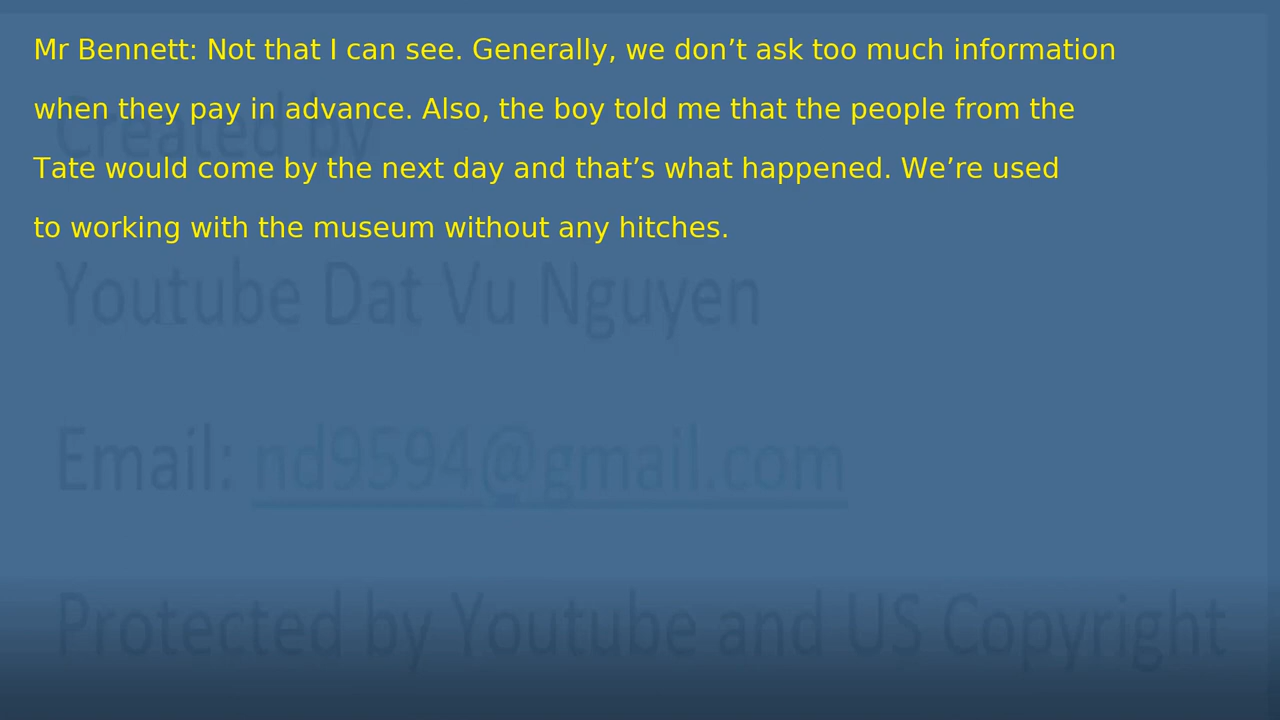 Mr Bennett: Not that I can see. Generally, we don’t ask too much information
when they pay in advance. Also, the boy told me that the people from the
Tate would come by the next day and that’s what happened. We’re used
to working with the museum without any hitches.
Created by
Youtube Dat Vu Nguyen
Email: nd9594@gmail.com
Protected by Youtube and US Copyright